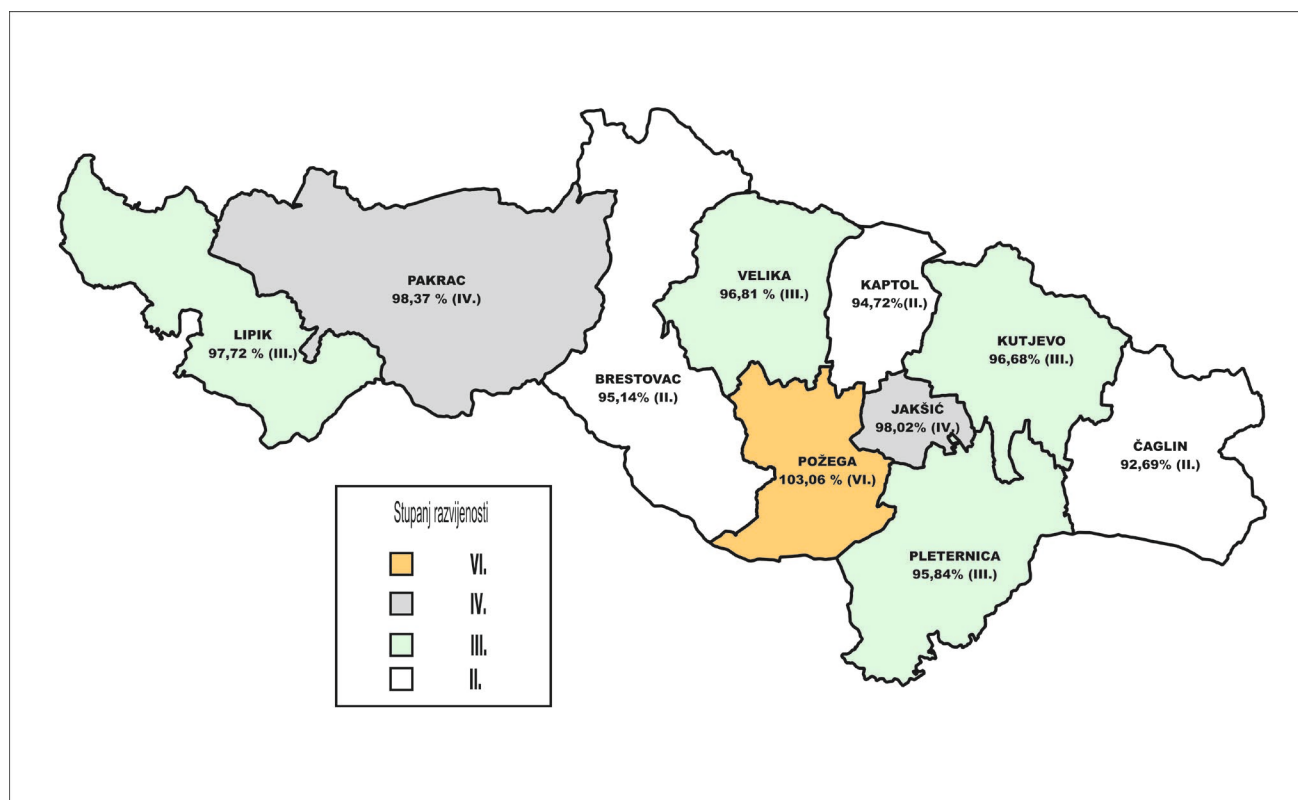 PAKRAC
98,37 % (IV.)
LIPIK
97,72 % (III.)
BRESTOVAC
95,14% (II.)
VELIKA
96,81 % (III.)
KAPTOL
94,72%(II.)
KUTJEVO
96,68% (III.)
JAKŠIĆ
98,02% (IV.)
ČAGLIN
92,69% (II.)
POŽEGA
103,06 % (VI.)
PLETERNICA
95,84% (III.)
Stupanj razvijenosti
VI.
IV.
III.
II.